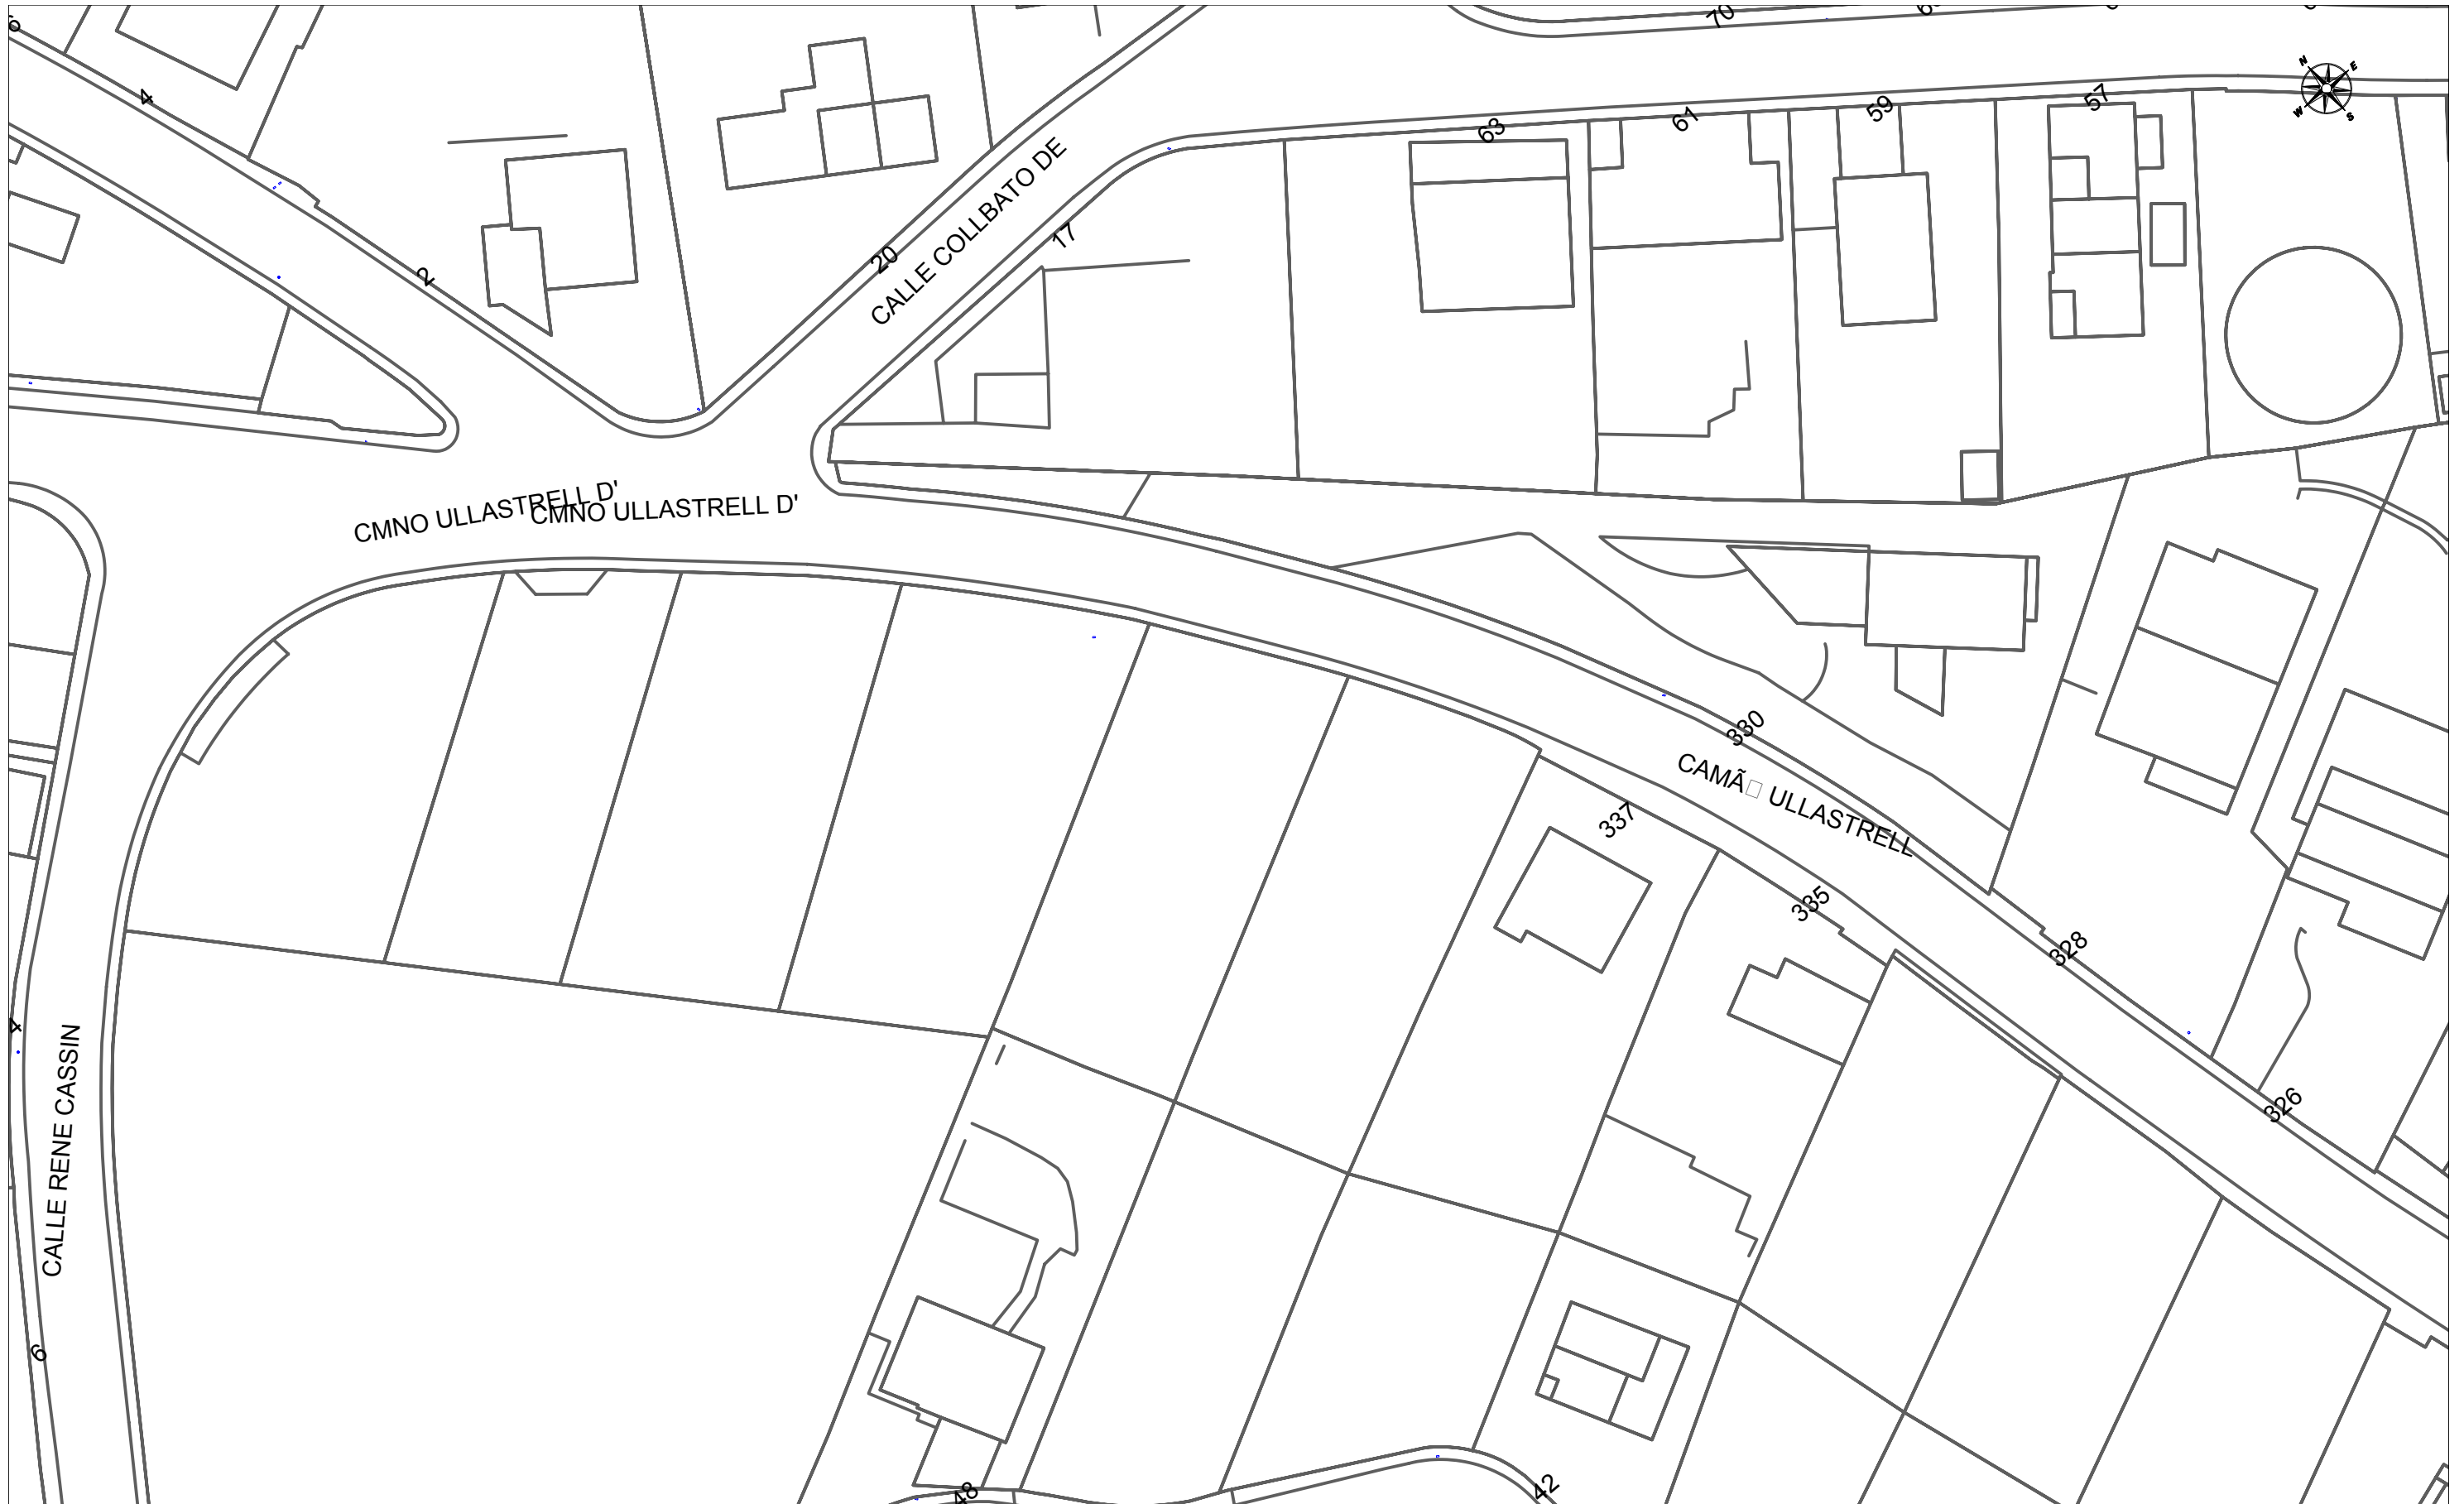 70
4
63
61
59
57
N
E
W
S
CALLE COLLBATO DE
17
20
2
CMNO ULLASTRELL D'
CMNO ULLASTRELL D'
330
CAMÃ□ ULLASTRELL
337
335
328
326
4
CALLE RENE CASSIN
6
48
42